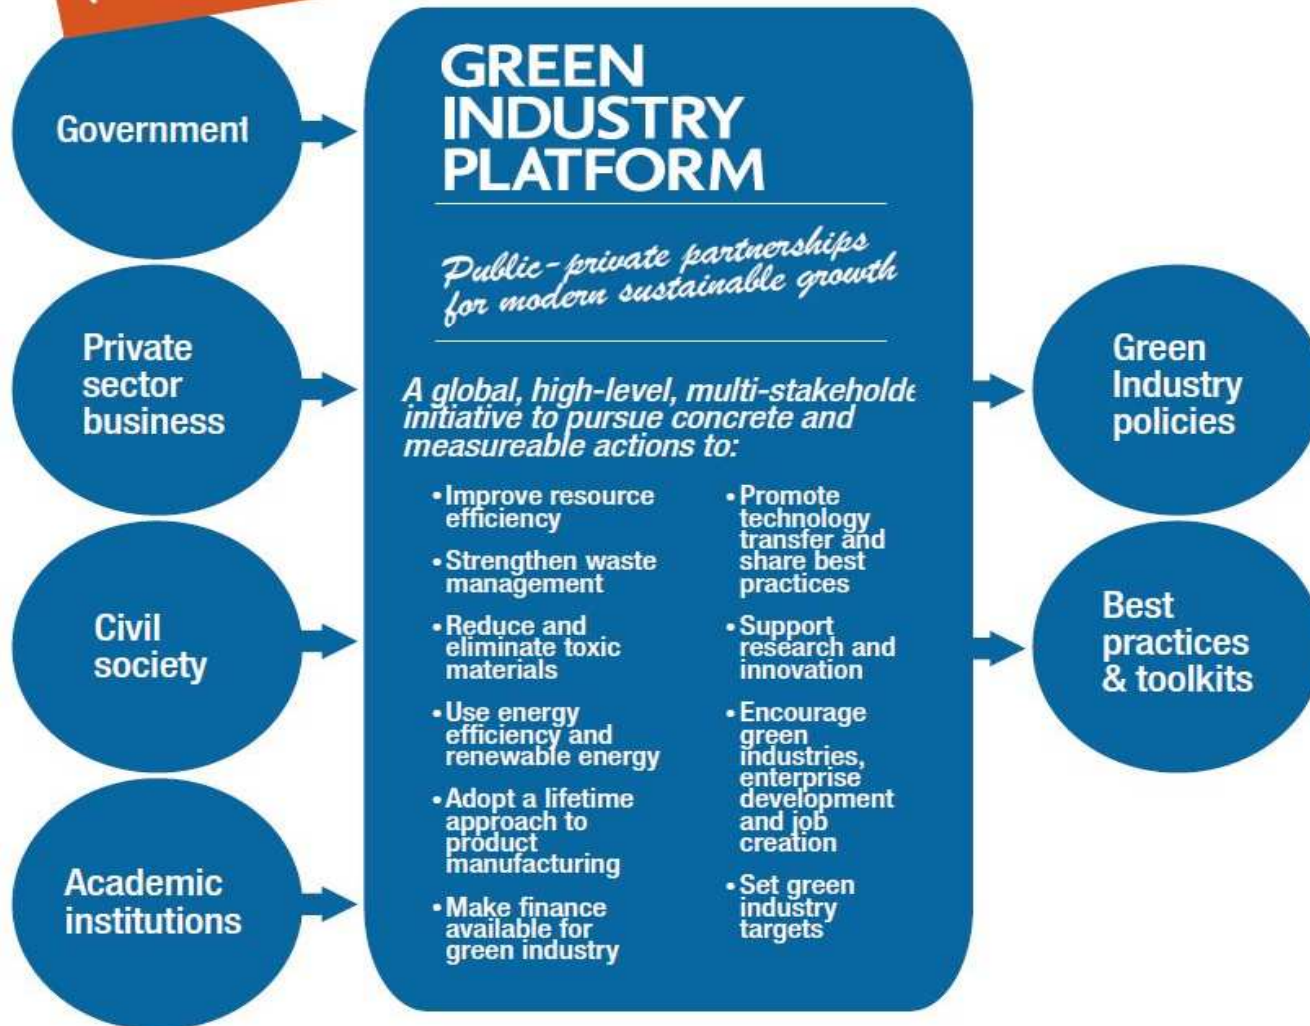 Government
Private
sector
business
Civil
society
Academic
institutions
GREEN
INDUSTRY
PLATFORM
Public-private partnerships
for modern sustainable growth
A global, high-level, multi-stakeholde
initiative to pursue concrete and
measureable actions to:
• Improve resource
efficiency
• Strengthen waste
management
• Reduce and
eliminate toxic
materials
• Use energy
efficiency and
renewable energy
• Adopt a lifetime
approach to
product
manufacturing
• Make finance
available for
green industry
• Promote
technology
transfer and
share best
practices
• Support
research and
innovation
• Encourage
green
industries,
enterprise
development
and job
creation
• Set green
industry
targets
Green
Industry
policies
Best
practices
& toolkits